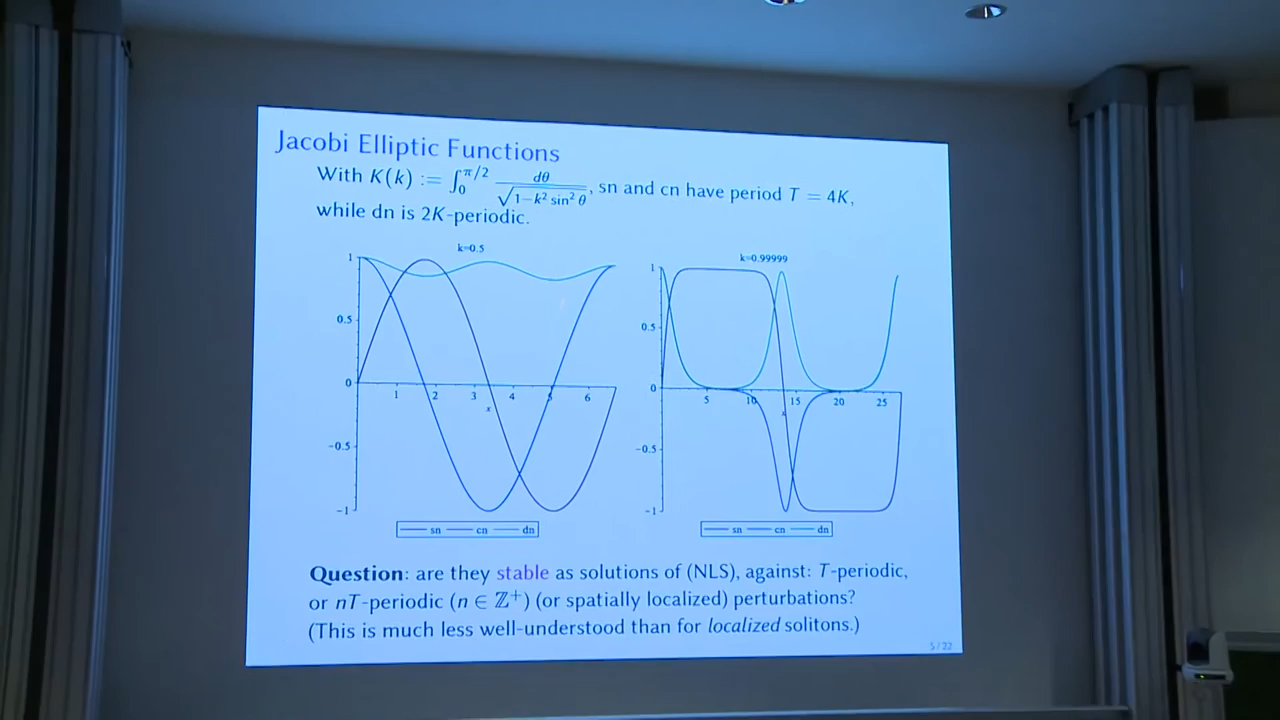 Jacobi Elliptic Functions
With K(k) := ∫₀^{π/2} dθ / √(1−k² sin² θ), sn and cn have period T = 4K,
while dn is 2K-periodic.
k=0.5
1
0.5
0
−0.5
−1
1 2 3 4 5 6
x
sn cn dn
k=0.99999
1
0.5
0
−0.5
−1
5 10 15 20 25
x
sn cn dn
Question: are they stable as solutions of (NLS), against: T-periodic,
or nT-periodic (n ∈ ℤ⁺) (or spatially localized) perturbations?
(This is much less well-understood than for localized solitons.)
5 / 22